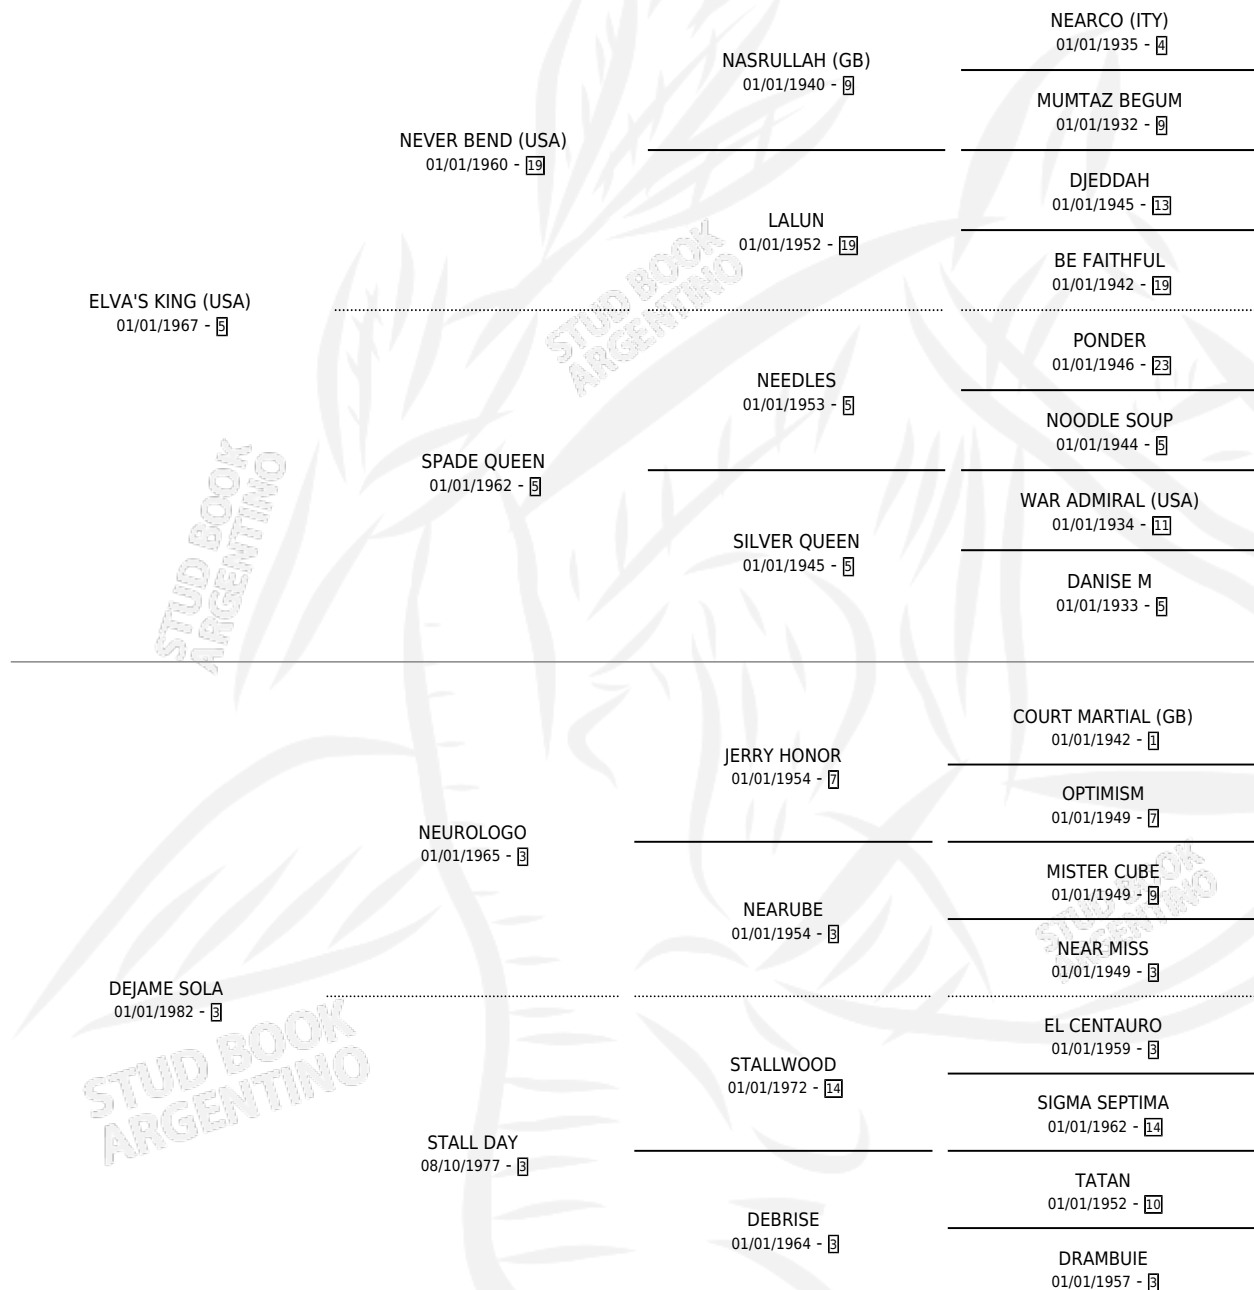 NEARCO (ITY)
01/01/1935 - 4
NASRULLAH (GB)
01/01/1940 - 9
MUMTAZ BEGUM
01/01/1932 - 9
NEVER BEND (USA)
01/01/1960 - 19
DJEDDAH
01/01/1945 - 13
LALUN
01/01/1952 - 19
BE FAITHFUL
01/01/1942 - 19
ELVA'S KING (USA)
01/01/1967 - 5
PONDER
01/01/1946 - 23
NEEDLES
01/01/1953 - 5
NOODLE SOUP
01/01/1944 - 5
SPADE QUEEN
01/01/1962 - 5
WAR ADMIRAL (USA)
01/01/1934 - 11
SILVER QUEEN
01/01/1945 - 5
DANISE M
01/01/1933 - 5
COURT MARTIAL (GB)
01/01/1942 - 1
JERRY HONOR
01/01/1954 - 7
OPTIMISM
01/01/1949 - 7
NEUROLOGO
01/01/1965 - 3
MISTER CUBE
01/01/1949 - 9
NEARUBE
01/01/1954 - 3
NEAR MISS
01/01/1949 - 3
DEJAME SOLA
01/01/1982 - 3
EL CENTAURO
01/01/1959 - 3
STALLWOOD
01/01/1972 - 14
SIGMA SEPTIMA
01/01/1962 - 14
STALL DAY
08/10/1977 - 3
TATAN
01/01/1952 - 10
DEBRISE
01/01/1964 - 3
DRAMBUIE
01/01/1957 - 3
STUD BOOK
ARGENTINO
STUD BOOK
ARGENTINO
STUD BOOK
ARGENTINO
STUD BOOK
ARGENTINO